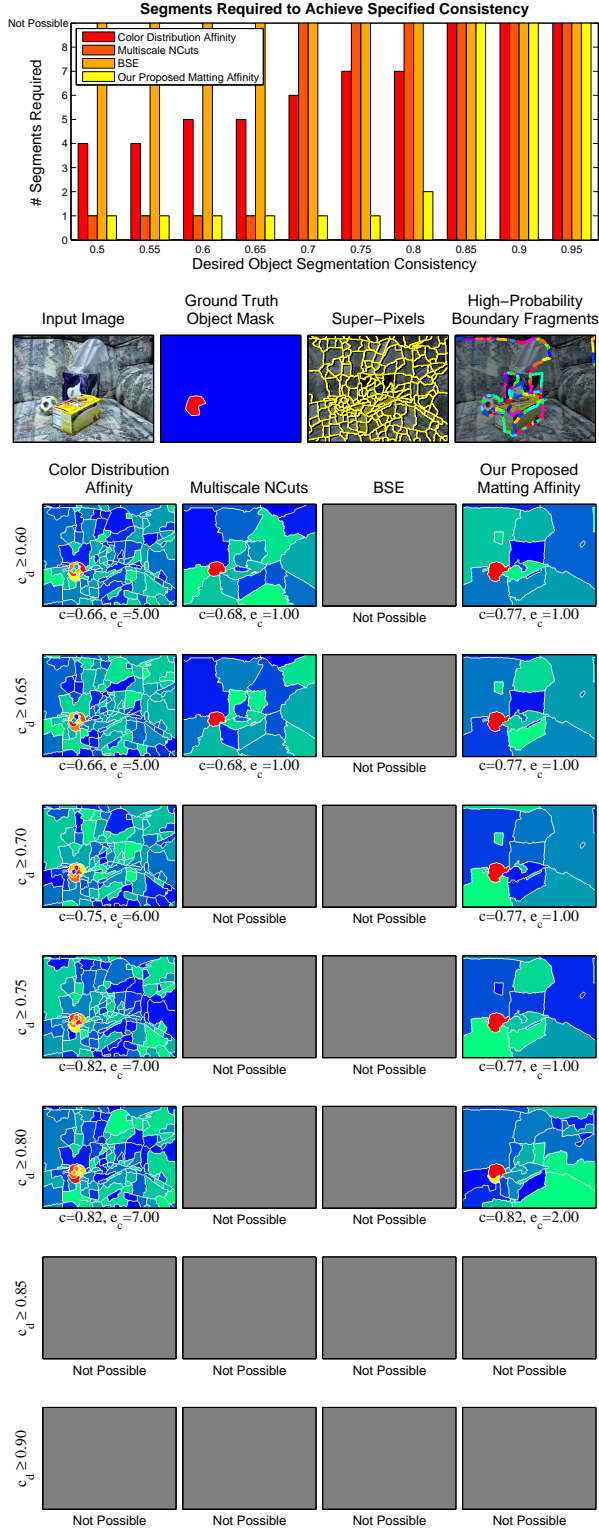 Segments Required to Achieve Specified Consistency
Not Possible
9
8
7
6
5
4
3
2
1
0
# Segments Required
Color Distribution Affinity
Multiscale NCuts
BSE
Our Proposed Matting Affinity
0.5 0.55 0.6 0.65 0.7 0.75 0.8 0.85 0.9 0.95
Desired Object Segmentation Consistency
Input Image
Ground Truth
Object Mask
Super−Pixels
High−Probability
Boundary Fragments
Color Distribution
Affinity
Multiscale NCuts
BSE
Our Proposed
Matting Affinity
c_d ≥ 0.60
c=0.66, e_c=5.00 c=0.68, e_c=1.00 Not Possible c=0.77, e_c=1.00
c_d ≥ 0.65
c=0.66, e_c=5.00 c=0.68, e_c=1.00 Not Possible c=0.77, e_c=1.00
c_d ≥ 0.70
c=0.75, e_c=6.00 Not Possible Not Possible c=0.77, e_c=1.00
c_d ≥ 0.75
c=0.82, e_c=7.00 Not Possible Not Possible c=0.77, e_c=1.00
c_d ≥ 0.80
c=0.82, e_c=7.00 Not Possible Not Possible c=0.82, e_c=2.00
c_d ≥ 0.85
Not Possible Not Possible Not Possible Not Possible
c_d ≥ 0.90
Not Possible Not Possible Not Possible Not Possible